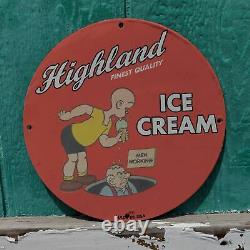 Highland
FINEST QUALITY
ICE
CREAM
MEN
WORKING